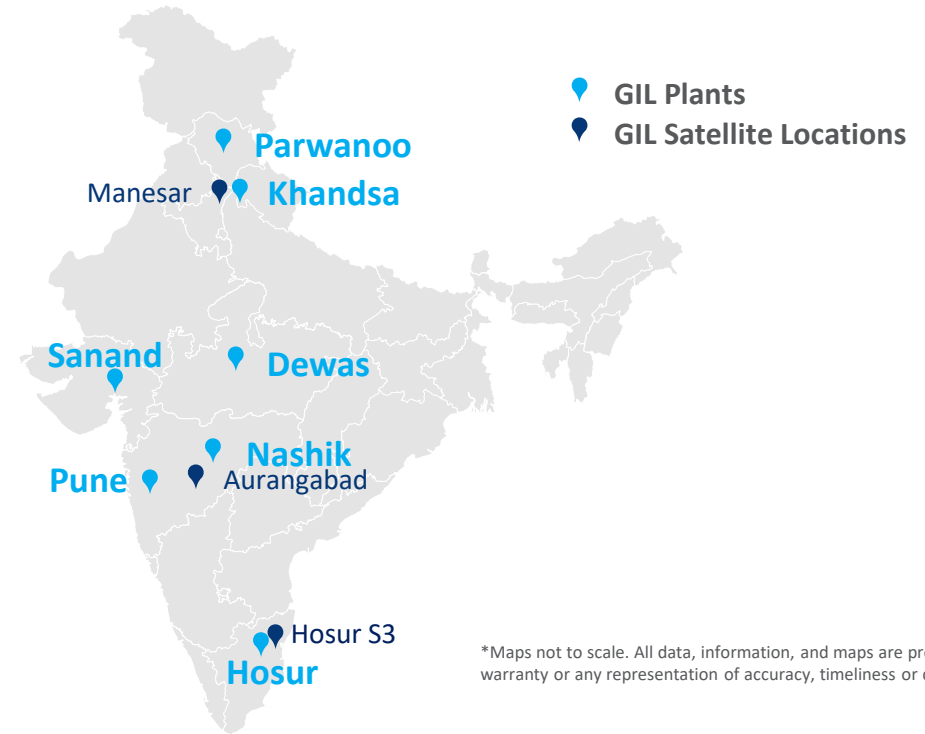 GIL Plants
GIL Satellite Locations
Parwanoo
Manesar
Khandsa
Sanand
Dewas
Nashik
Pune
Aurangabad
Hosur S3
Hosur
*Maps not to scale. All data, information, and maps are
warranty or any representation of accuracy, timeliness or